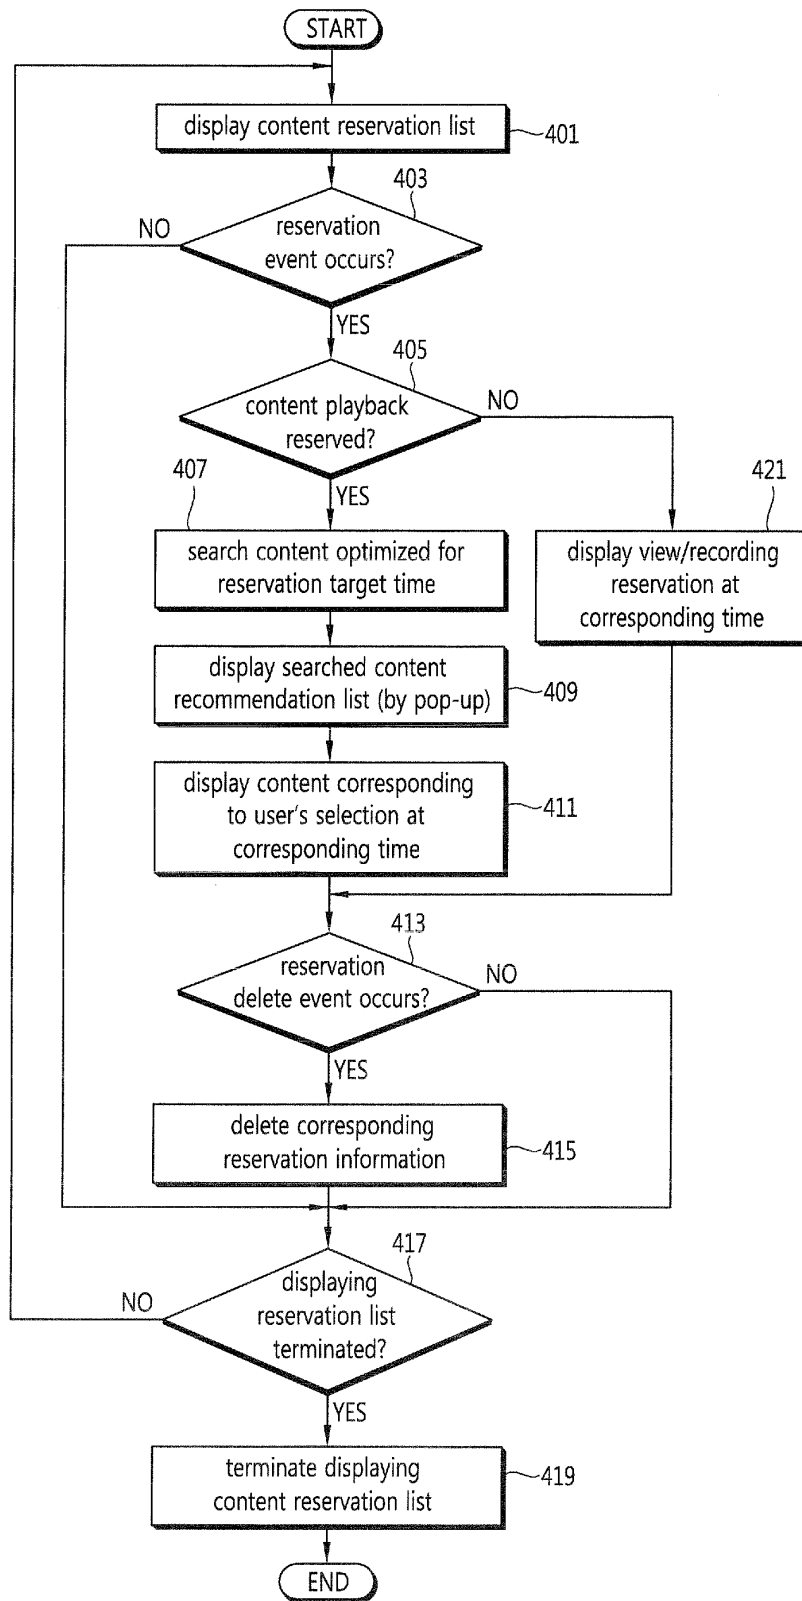 START
display content reservation list
401
403
reservation
event occurs?
NO
YES
405
content playback
reserved?
NO
YES
407
search content optimized for
reservation target time
421
display view/recording
reservation at
corresponding time
display searched content
recommendation list (by pop-up)
409
display content corresponding
to user's selection at
corresponding time
411
413
reservation
delete event occurs?
NO
YES
delete corresponding
reservation information
415
417
displaying
reservation list
terminated?
NO
YES
terminate displaying
content reservation list
419
END